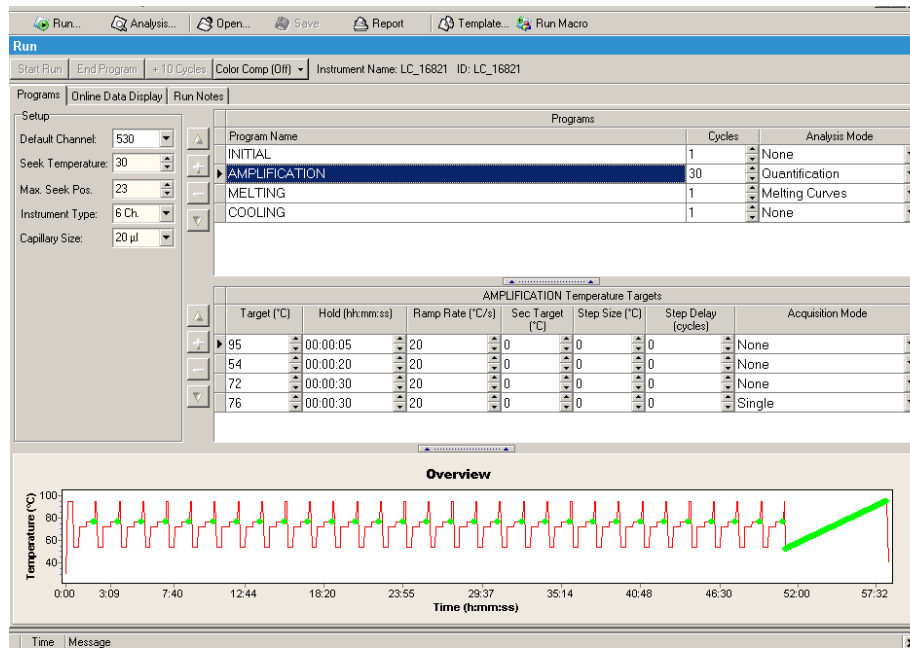 Run... Analysis... Open... Save Report Template... Run Macro
Run
Start Run End Program + 10 Cycles Color Comp (Off) Instrument Name: LC_16821 ID: LC_16821
Programs Online Data Display Run Notes
Setup
Default Channel: 530
Seek Temperature: 30
Max. Seek Pos. 23
Instrument Type: 6 Ch.
Capillary Size: 20 µl
Programs
Program Name Cycles Analysis Mode
INITIAL 1 None
AMPLIFICATION 30 Quantification
MELTING 1 Melting Curves
COOLING 1 None
AMPLIFICATION Temperature Targets
Target (°C) Hold (hh:mm:ss) Ramp Rate (°C/s) Sec Target (°C) Step Size (°C) Step Delay (cycles) Acquisition Mode
95 00:00:05 20 0 0 0 None
54 00:00:20 20 0 0 0 None
72 00:00:30 20 0 0 0 None
76 00:00:30 20 0 0 0 Single
Overview
Temperature (°C)
100
80
60
40
0:00 3:09 7:40 12:44 18:20 23:55 29:37 35:14 40:48 46:30 52:00 57:32
Time (h:mm:ss)
Time Message